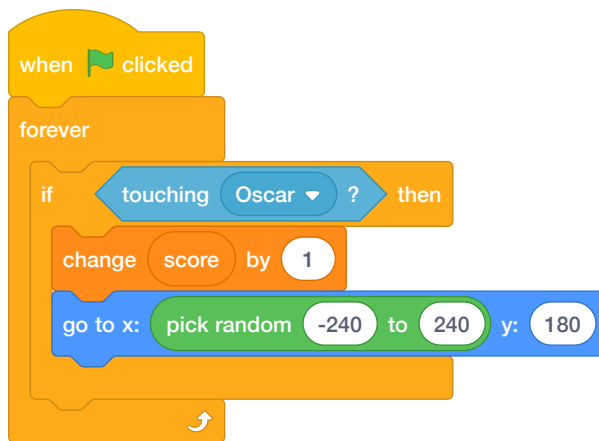 when clicked
forever
if touching Oscar ? then
change score by 1
go to x: pick random -240 to 240 y: 180